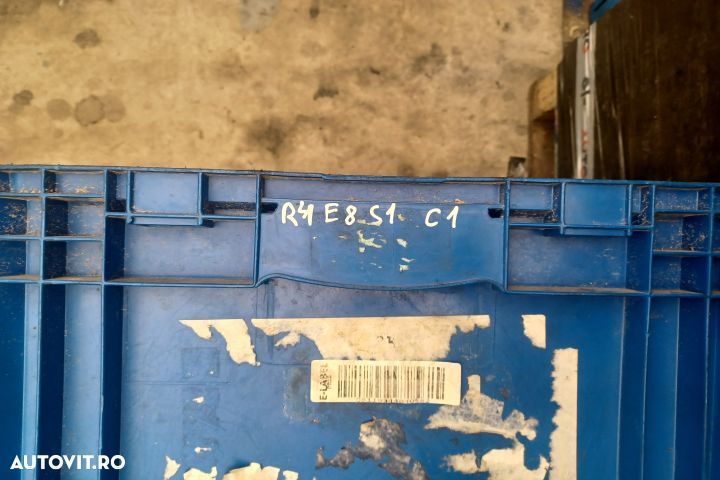 R4 E8 S1 C1
E-LABEL
AUTOVIT.RO